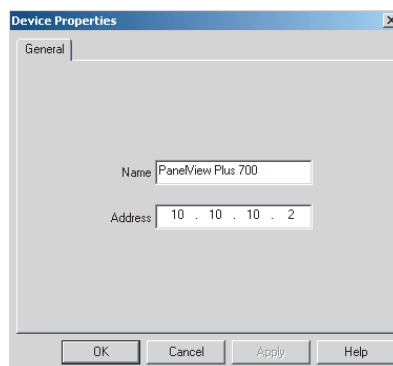 Device Properties
General
Name PanelView Plus 700
Address 10 . 10 . 10 . 2
OK Cancel Apply Help